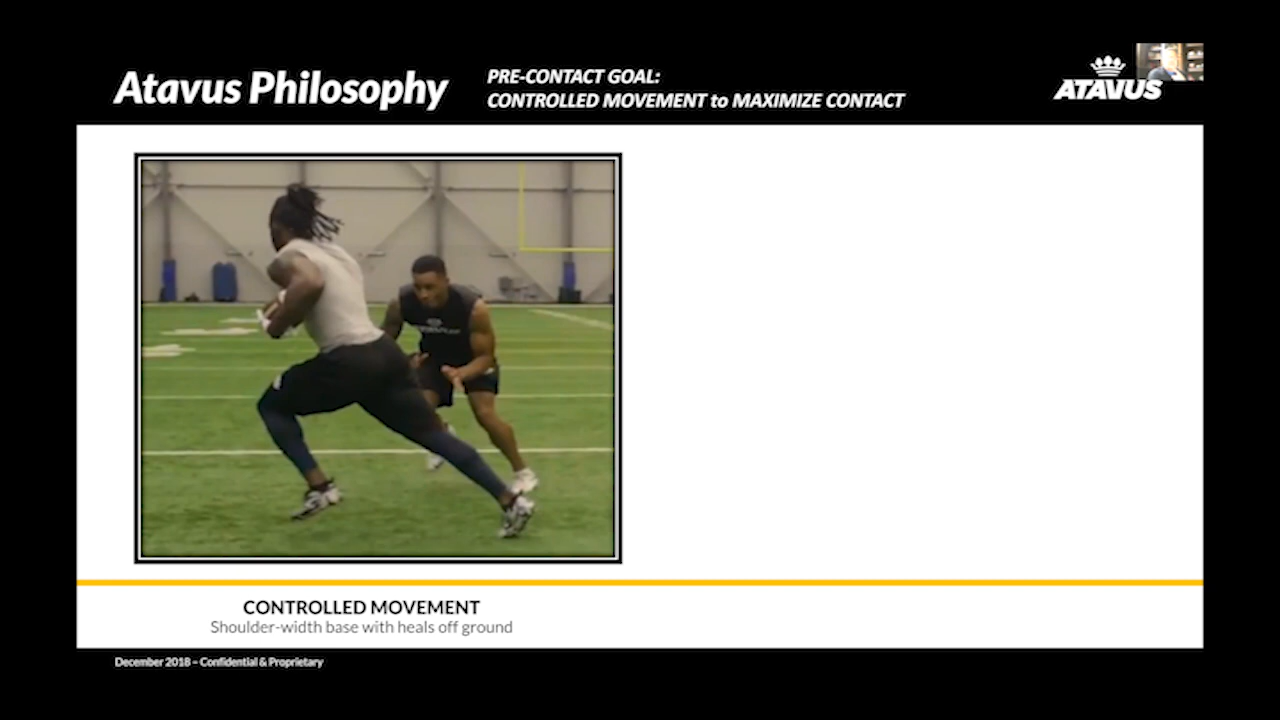 Atavus Philosophy
PRE-CONTACT GOAL:
CONTROLLED MOVEMENT to MAXIMIZE CONTACT
ATAVUS
CONTROLLED MOVEMENT
Shoulder-width base with heals off ground
December 2018 – Confidential & Proprietary